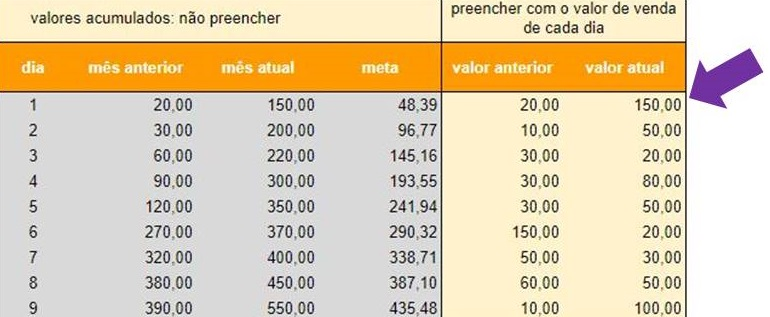 valores acumulados: não preencher
preencher com o valor de venda
de cada dia
dia mês anterior mês atual meta valor anterior valor atual
1 20,00 150,00 48,39 20,00 150,00
2 30,00 200,00 96,77 10,00 50,00
3 60,00 220,00 145,16 30,00 20,00
4 90,00 300,00 193,55 30,00 80,00
5 120,00 350,00 241,94 30,00 50,00
6 270,00 370,00 290,32 150,00 20,00
7 320,00 400,00 338,71 50,00 30,00
8 380,00 450,00 387,10 60,00 50,00
9 390,00 550,00 435,48 10,00 100,00